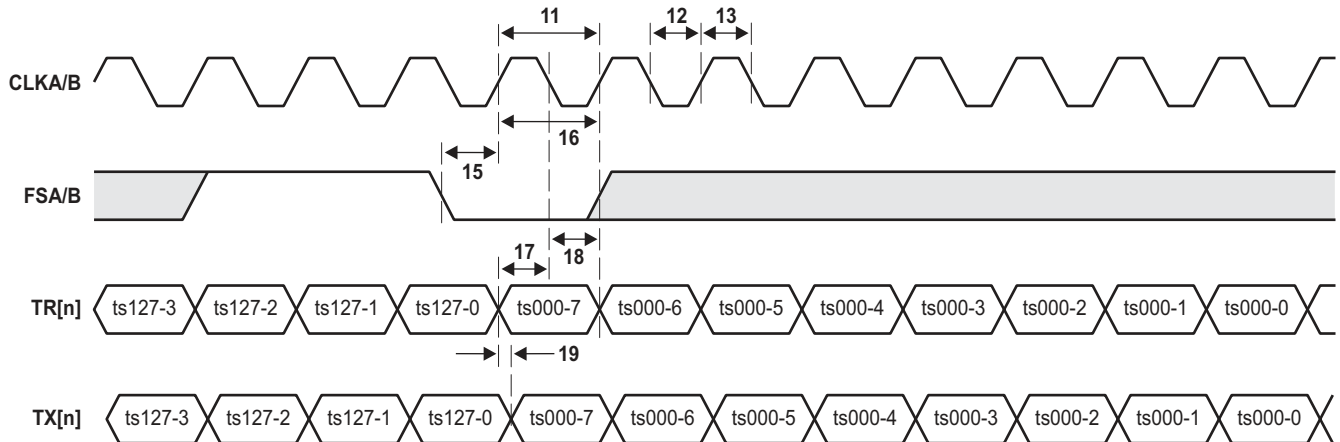 11 12 13
CLKA/B
16
15
FSA/B
17 18
TR[n] ts127-3 ts127-2 ts127-1 ts127-0 ts000-7 ts000-6 ts000-5 ts000-4 ts000-3 ts000-2 ts000-1 ts000-0
19
TX[n] ts127-3 ts127-2 ts127-1 ts127-0 ts000-7 ts000-6 ts000-5 ts000-4 ts000-3 ts000-2 ts000-1 ts000-0